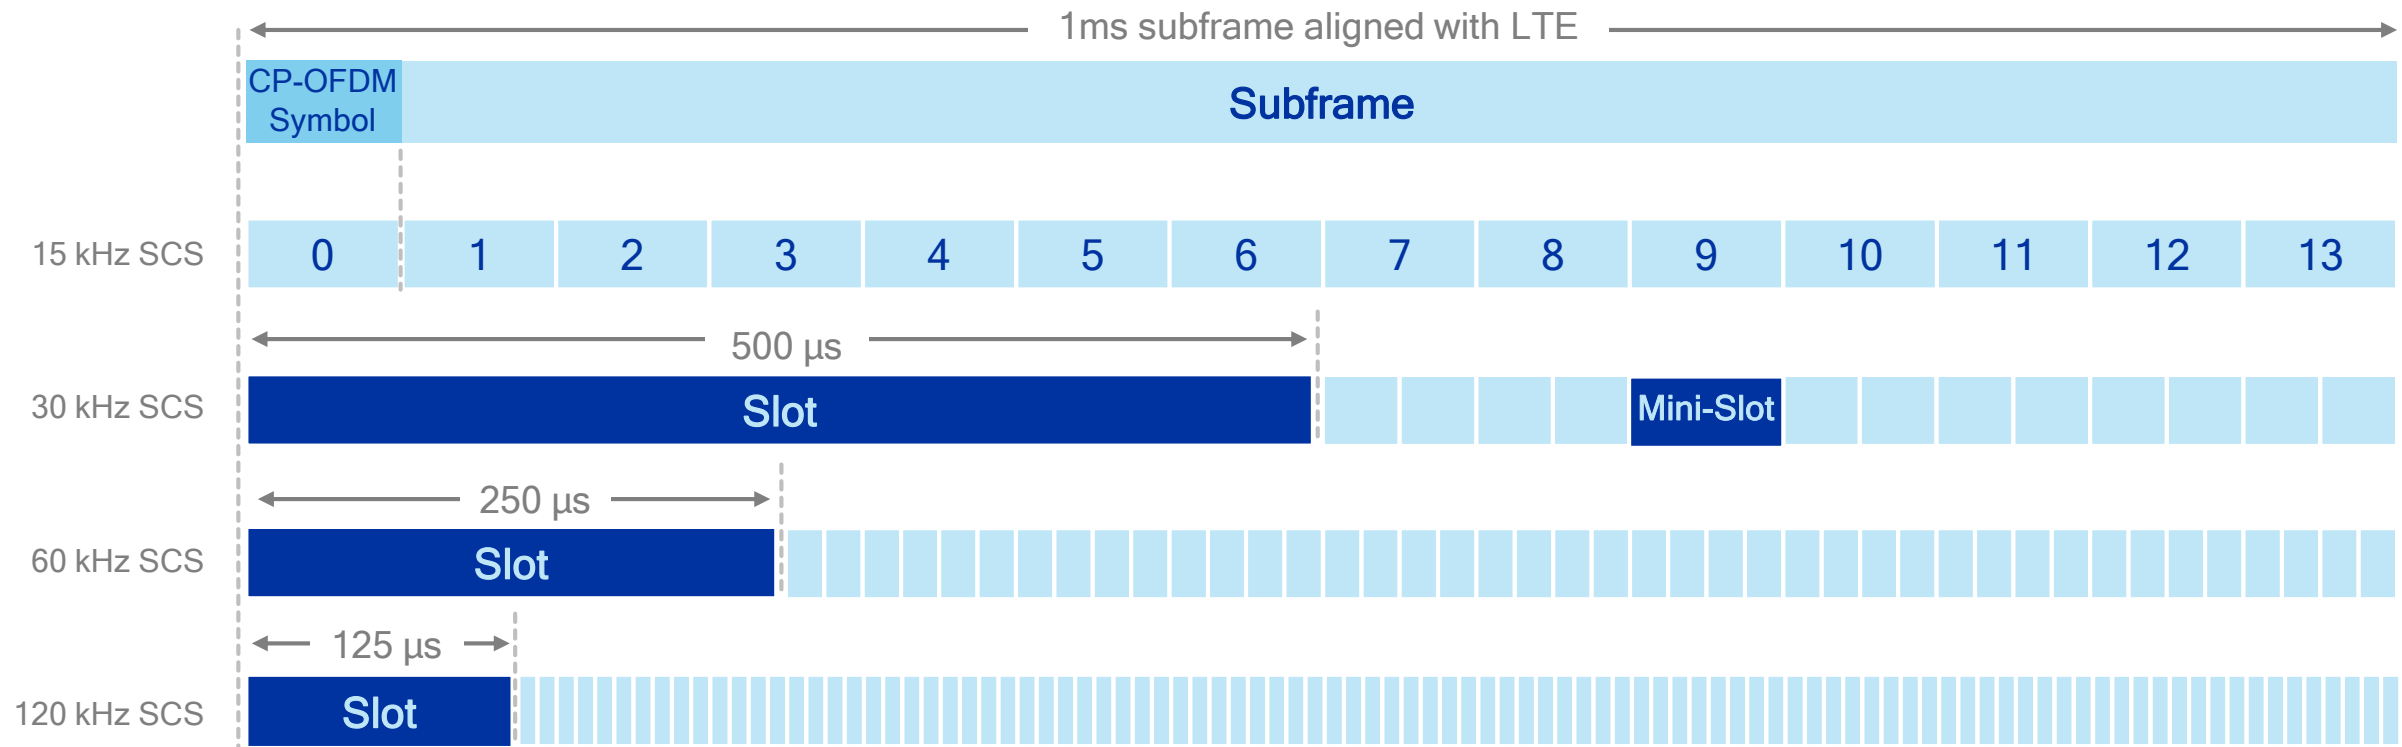 1ms subframe aligned with LTE
CP-OFDM
Symbol
Subframe
15 kHz SCS
0 1 2 3 4 5 6 7 8 9 10 11 12 13
500 µs
30 kHz SCS
Slot
Mini-Slot
250 µs
60 kHz SCS
Slot
125 µs
120 kHz SCS
Slot